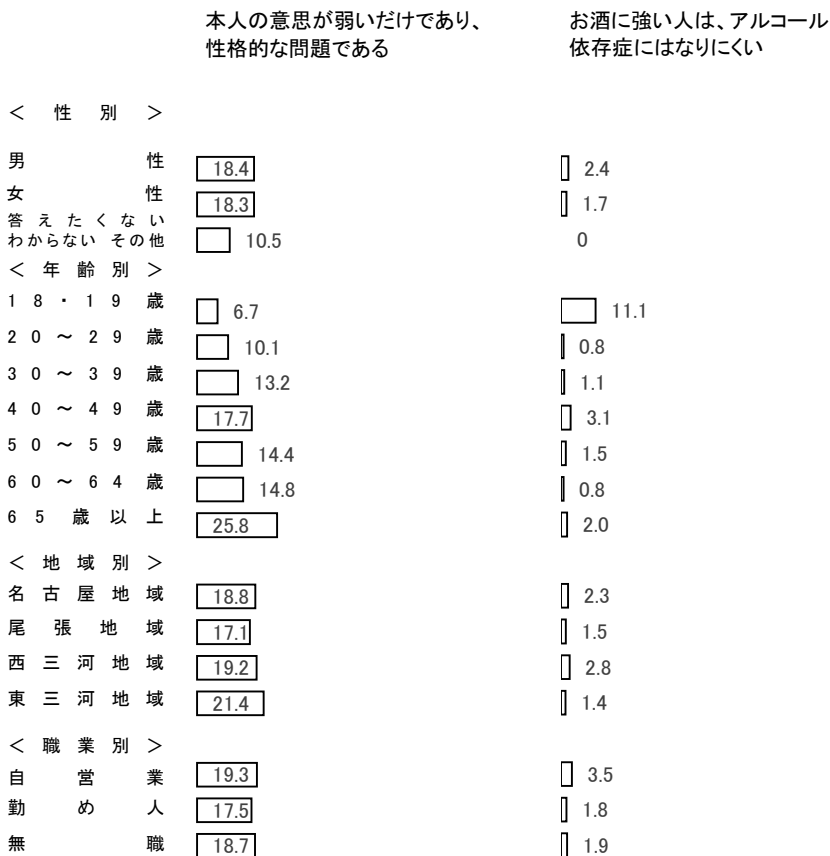 本人の意思が弱いだけであり、
性格的な問題である
お酒に強い人は、アルコール
依存症にはなりにくい
＜ 性 別 ＞
男 性 18.4 2.4
女 性 18.3 1.7
答 え た く な い
わからない その他 10.5 0
＜ 年 齢 別 ＞
1 8 ・ 1 9 歳 6.7 11.1
2 0 ～ 2 9 歳 10.1 0.8
3 0 ～ 3 9 歳 13.2 1.1
4 0 ～ 4 9 歳 17.7 3.1
5 0 ～ 5 9 歳 14.4 1.5
6 0 ～ 6 4 歳 14.8 0.8
6 5 歳 以 上 25.8 2.0
＜ 地 域 別 ＞
名 古 屋 地 域 18.8 2.3
尾 張 地 域 17.1 1.5
西 三 河 地 域 19.2 2.8
東 三 河 地 域 21.4 1.4
＜ 職 業 別 ＞
自 営 業 19.3 3.5
勤 め 人 17.5 1.8
無 職 18.7 1.9